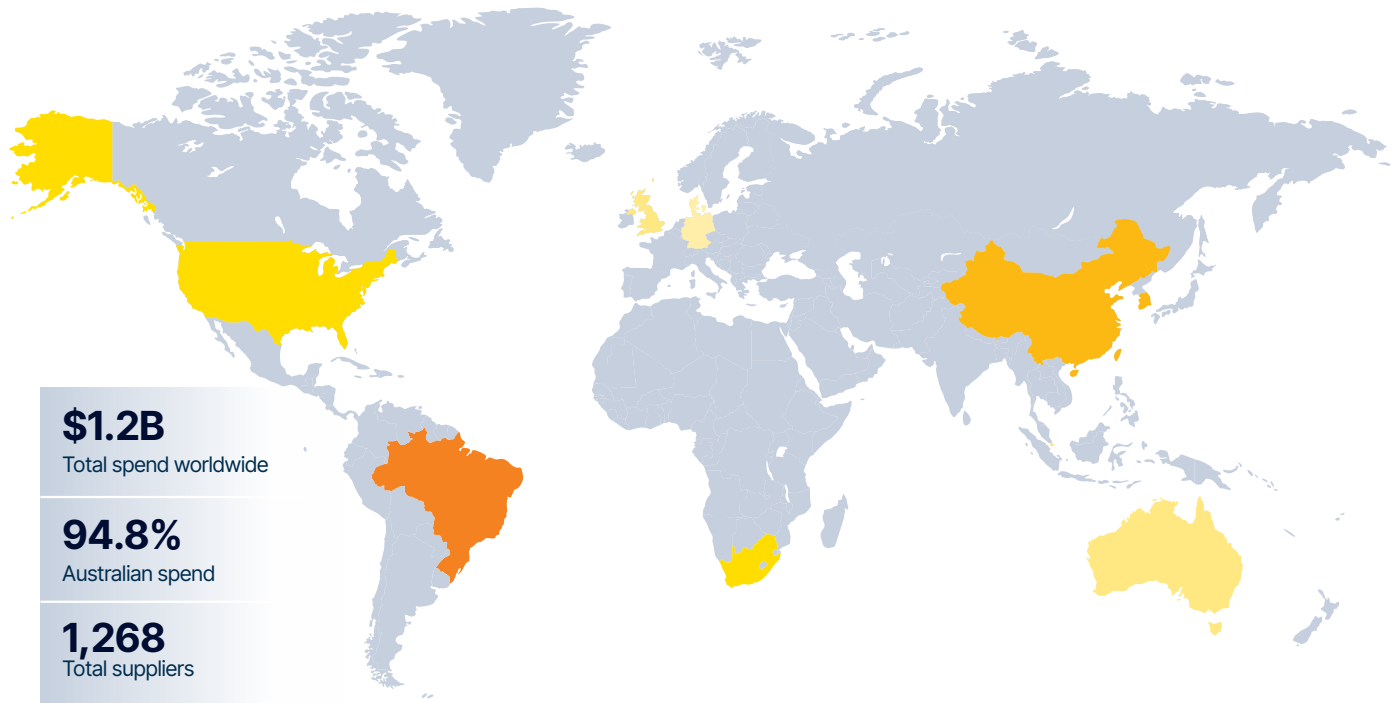 $1.2B
Total spend worldwide
94.8%
Australian spend
1,268
Total suppliers